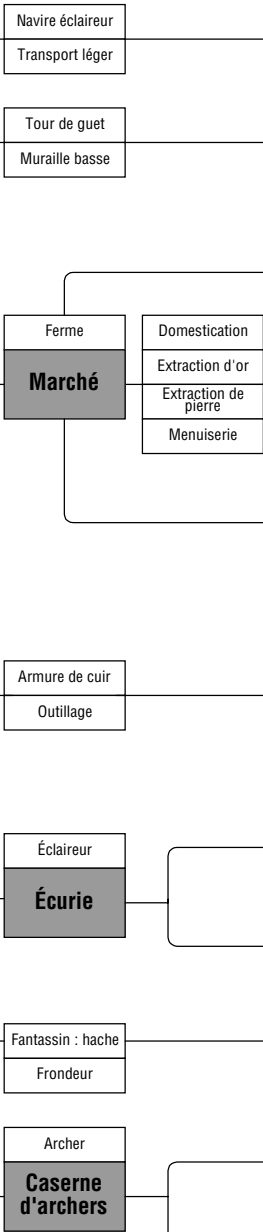 Navire éclaireur
Transport léger
Tour de guet
Muraille basse
Ferme
Marché
Domestication
Extraction d'or
Extraction de
pierre
Menuiserie
Armure de cuir
Outillage
Éclaireur
Écurie
Fantassin : hache
Frondeur
Archer
Caserne
d'archers